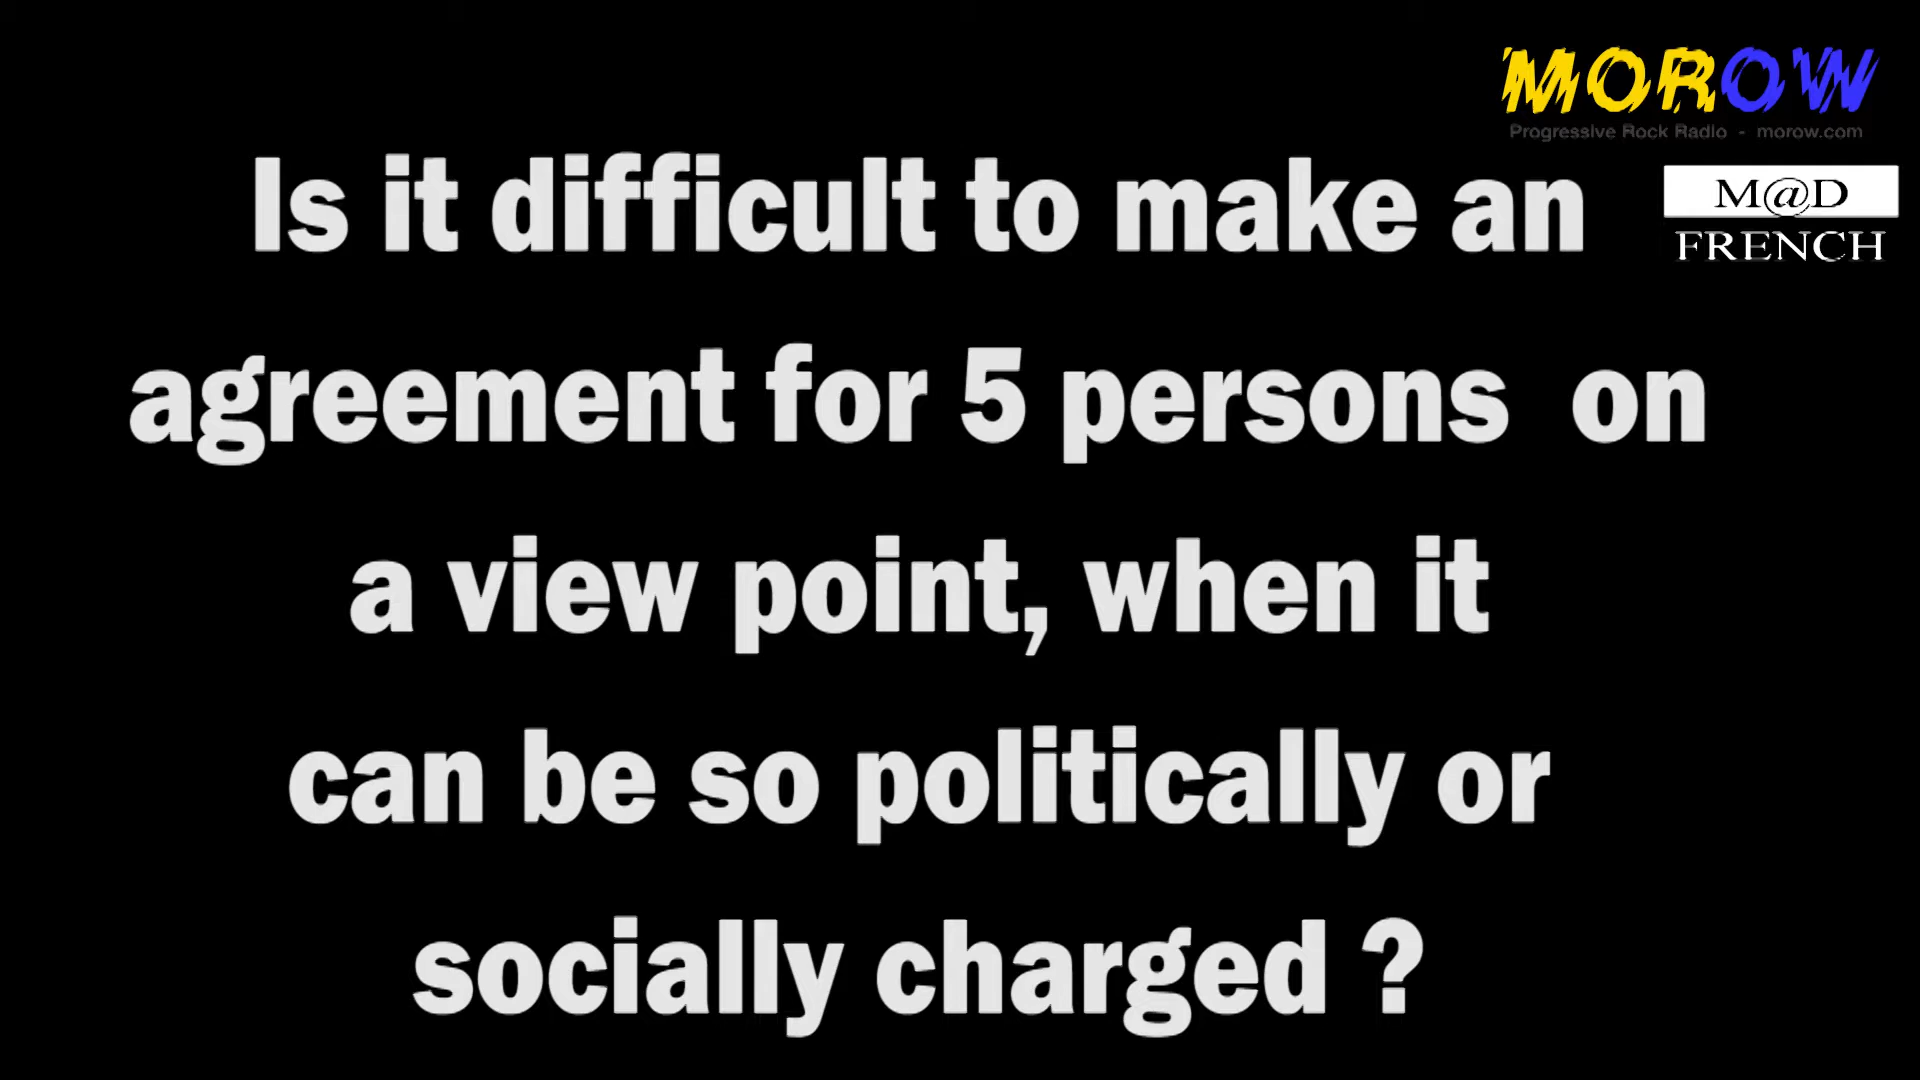 MOROW
Progressive Rock Radio - morow.com
M@D
FRENCH
Is it difficult to make an
agreement for 5 persons  on
a view point, when it
can be so politically or
socially charged ?